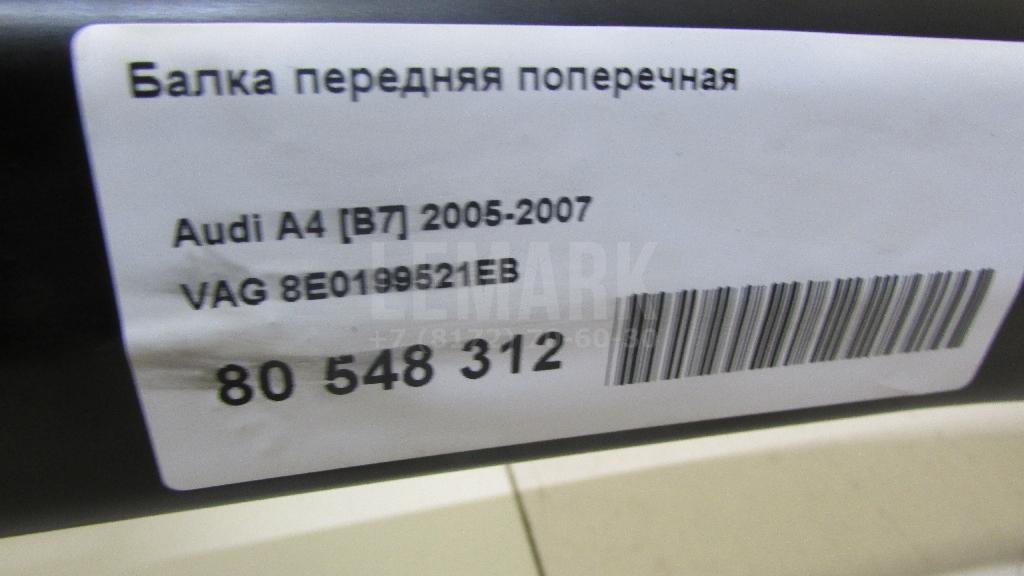 Балка передняя поперечная
Audi A4 [B7] 2005-2007
VAG 8E0199521EB
LEMARK
80 548 312